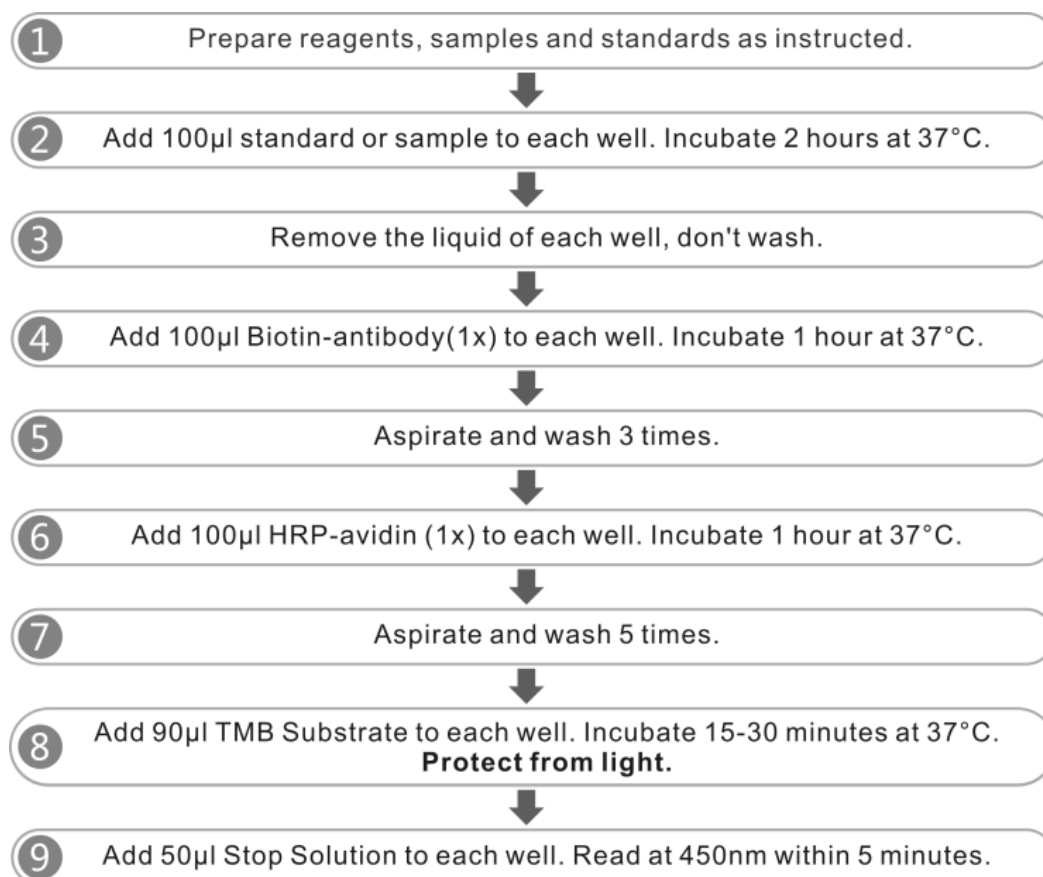 1
Prepare reagents, samples and standards as instructed.
2
Add 100µl standard or sample to each well. Incubate 2 hours at 37°C.
3
Remove the liquid of each well, don't wash.
4
Add 100µl Biotin-antibody(1x) to each well. Incubate 1 hour at 37°C.
5
Aspirate and wash 3 times.
6
Add 100µl HRP-avidin (1x) to each well. Incubate 1 hour at 37°C.
7
Aspirate and wash 5 times.
8
Add 90µl TMB Substrate to each well. Incubate 15-30 minutes at 37°C.
Protect from light.
9
Add 50µl Stop Solution to each well. Read at 450nm within 5 minutes.